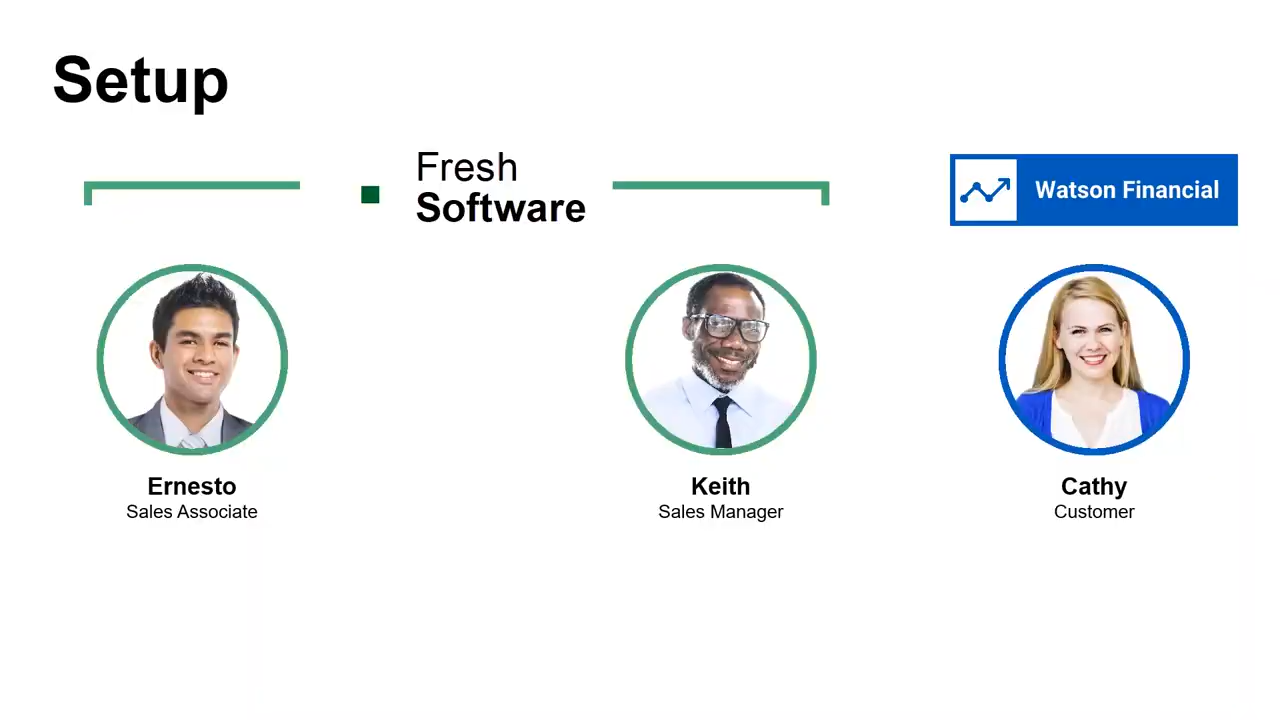 Setup
Fresh
Software
Watson Financial
Ernesto
Sales Associate
Keith
Sales Manager
Cathy
Customer